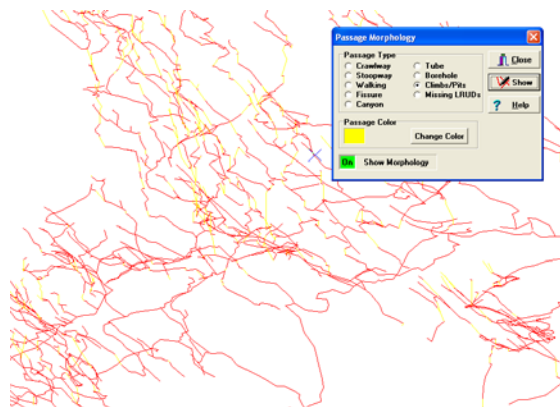 Passage Morphology
Passage Type
Crawlway
Stoopway
Walking
Fissure
Canyon
Tube
Borehole
Climbs/Pits
Missing LRUDs
Close
Show
Help
Passage Color
Change Color
On
Show Morphology